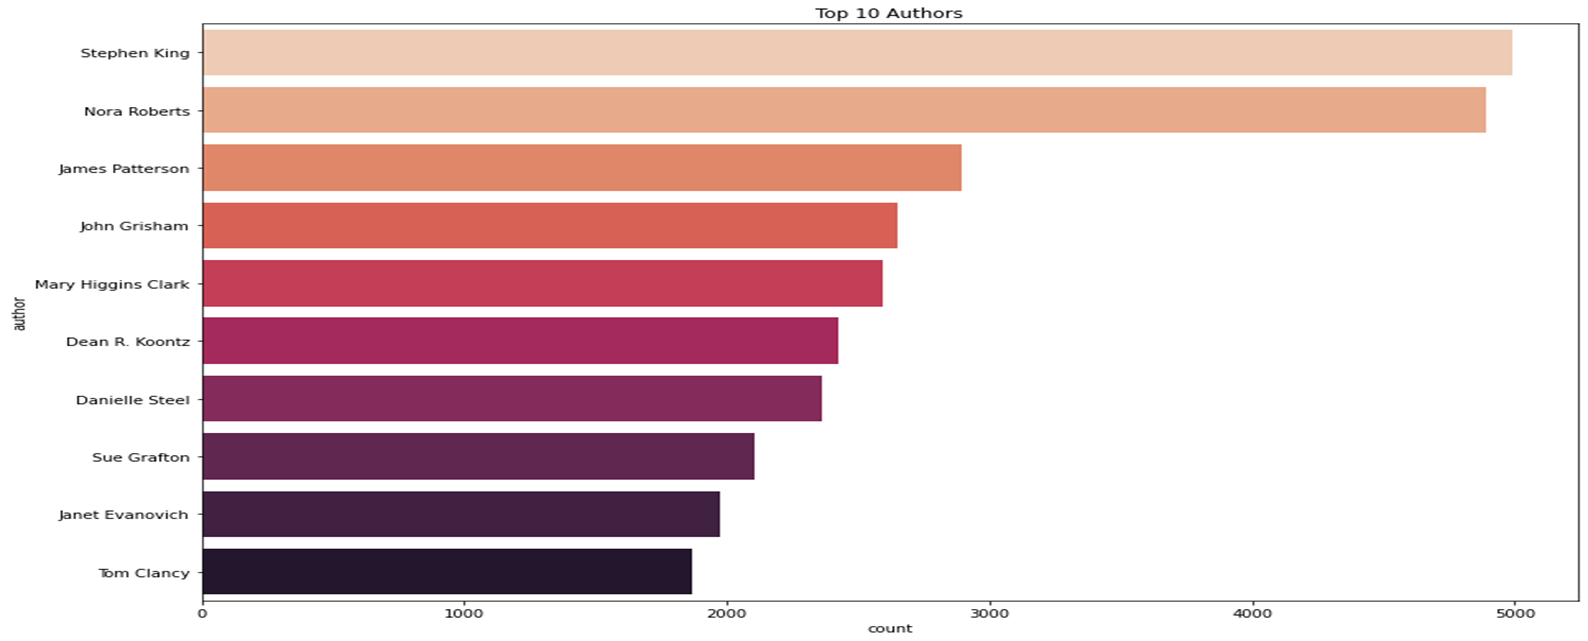 Top 10 Authors
Stephen King
Nora Roberts
James Patterson
John Grisham
Mary Higgins Clark
Dean R. Koontz
Danielle Steel
Sue Grafton
Janet Evanovich
Tom Clancy
author
0 1000 2000 3000 4000 5000
count